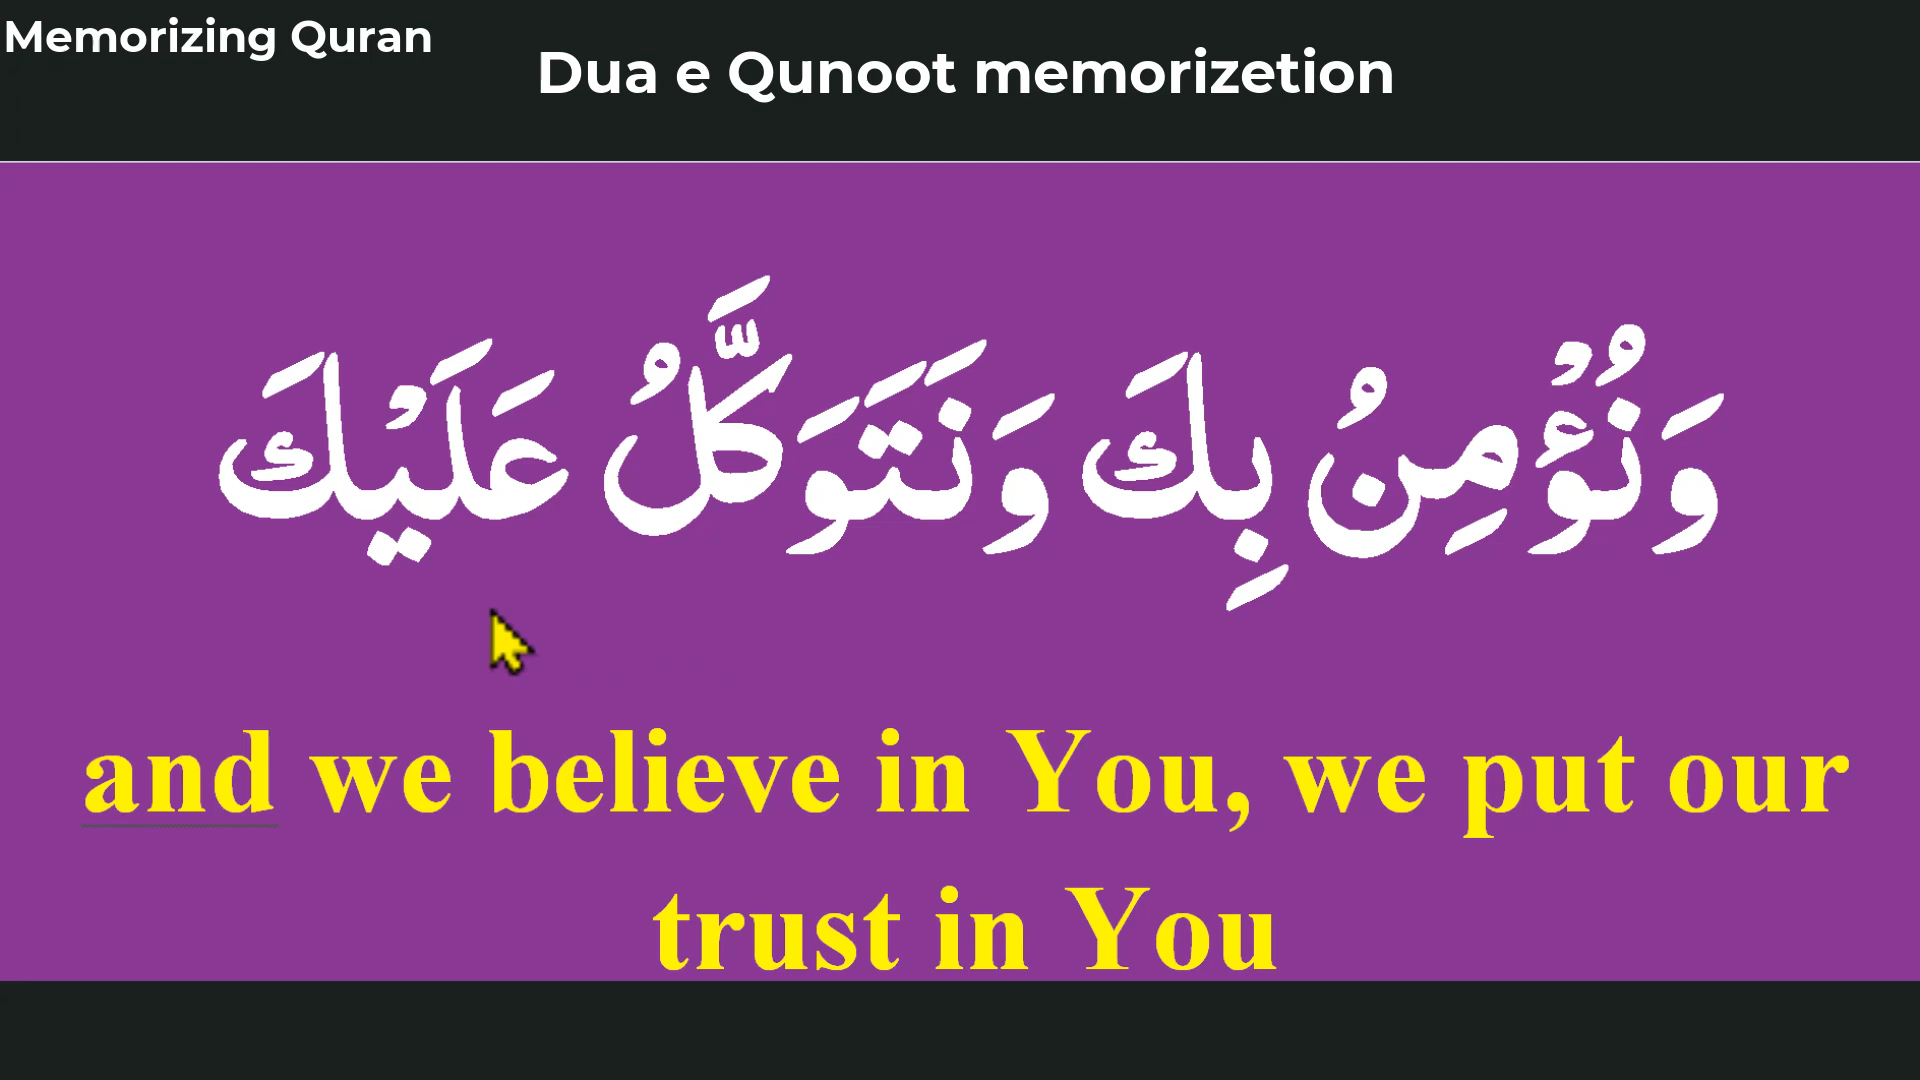 Memorizing Quran
Dua e Qunoot memorizetion
وَنُؤْمِنُ بِكَ وَنَتَوَكَّلُ عَلَيْكَ
and we believe in You, we put our
trust in You